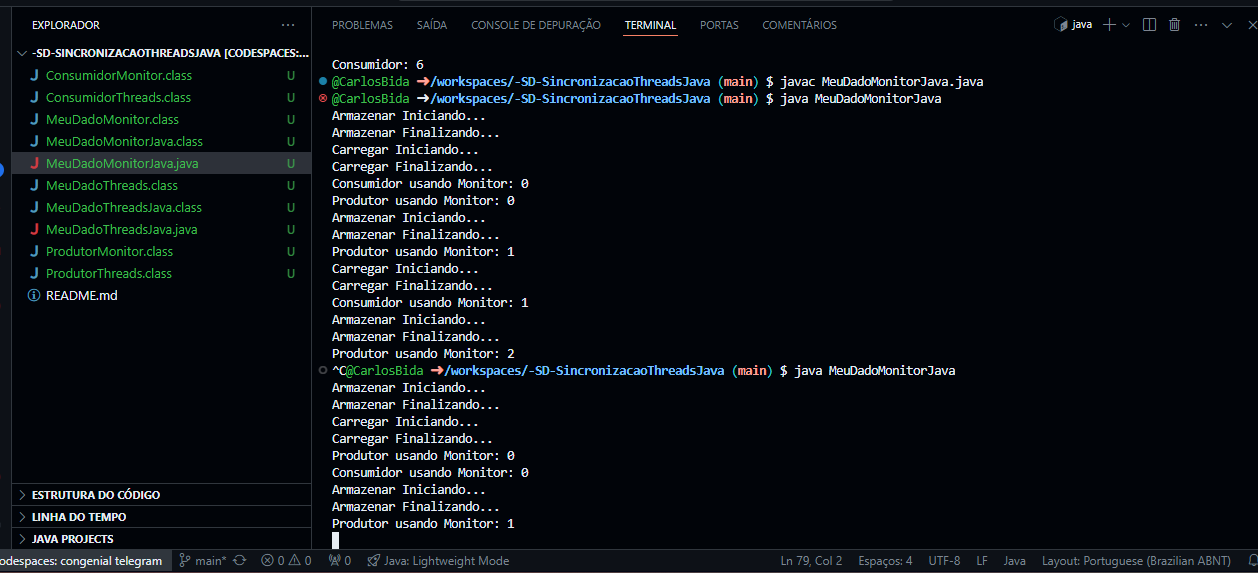 EXPLORADOR
-SD-SINCRONIZACAOTHREADSJAVA [CODESPACES:...
ConsumidorMonitor.class U
ConsumidorThreads.class U
MeuDadoMonitor.class U
MeuDadoMonitorJava.class U
MeuDadoMonitorJava.java U
MeuDadoThreads.class U
MeuDadoThreadsJava.class U
MeuDadoThreadsJava.java U
ProdutorMonitor.class U
ProdutorThreads.class U
README.md
ESTRUTURA DO CÓDIGO
LINHA DO TEMPO
JAVA PROJECTS
PROBLEMAS SAÍDA CONSOLE DE DEPURAÇÃO TERMINAL PORTAS COMENTÁRIOS java
Consumidor: 6
@CarlosBida ➜/workspaces/-SD-SincronizacaoThreadsJava (main) $ javac MeuDadoMonitorJava.java
@CarlosBida ➜/workspaces/-SD-SincronizacaoThreadsJava (main) $ java MeuDadoMonitorJava
Armazenar Iniciando...
Armazenar Finalizando...
Carregar Iniciando...
Carregar Finalizando...
Consumidor usando Monitor: 0
Produtor usando Monitor: 0
Armazenar Iniciando...
Armazenar Finalizando...
Produtor usando Monitor: 1
Carregar Iniciando...
Carregar Finalizando...
Consumidor usando Monitor: 1
Armazenar Iniciando...
Armazenar Finalizando...
Produtor usando Monitor: 2
^C@CarlosBida ➜/workspaces/-SD-SincronizacaoThreadsJava (main) $ java MeuDadoMonitorJava
Armazenar Iniciando...
Armazenar Finalizando...
Carregar Iniciando...
Carregar Finalizando...
Produtor usando Monitor: 0
Consumidor usando Monitor: 0
Armazenar Iniciando...
Armazenar Finalizando...
Produtor usando Monitor: 1
odespaces: congenial telegram main* 0 0 0 Java: Lightweight Mode Ln 79, Col 2 Espaços: 4 UTF-8 LF Java Layout: Portuguese (Brazilian ABNT)